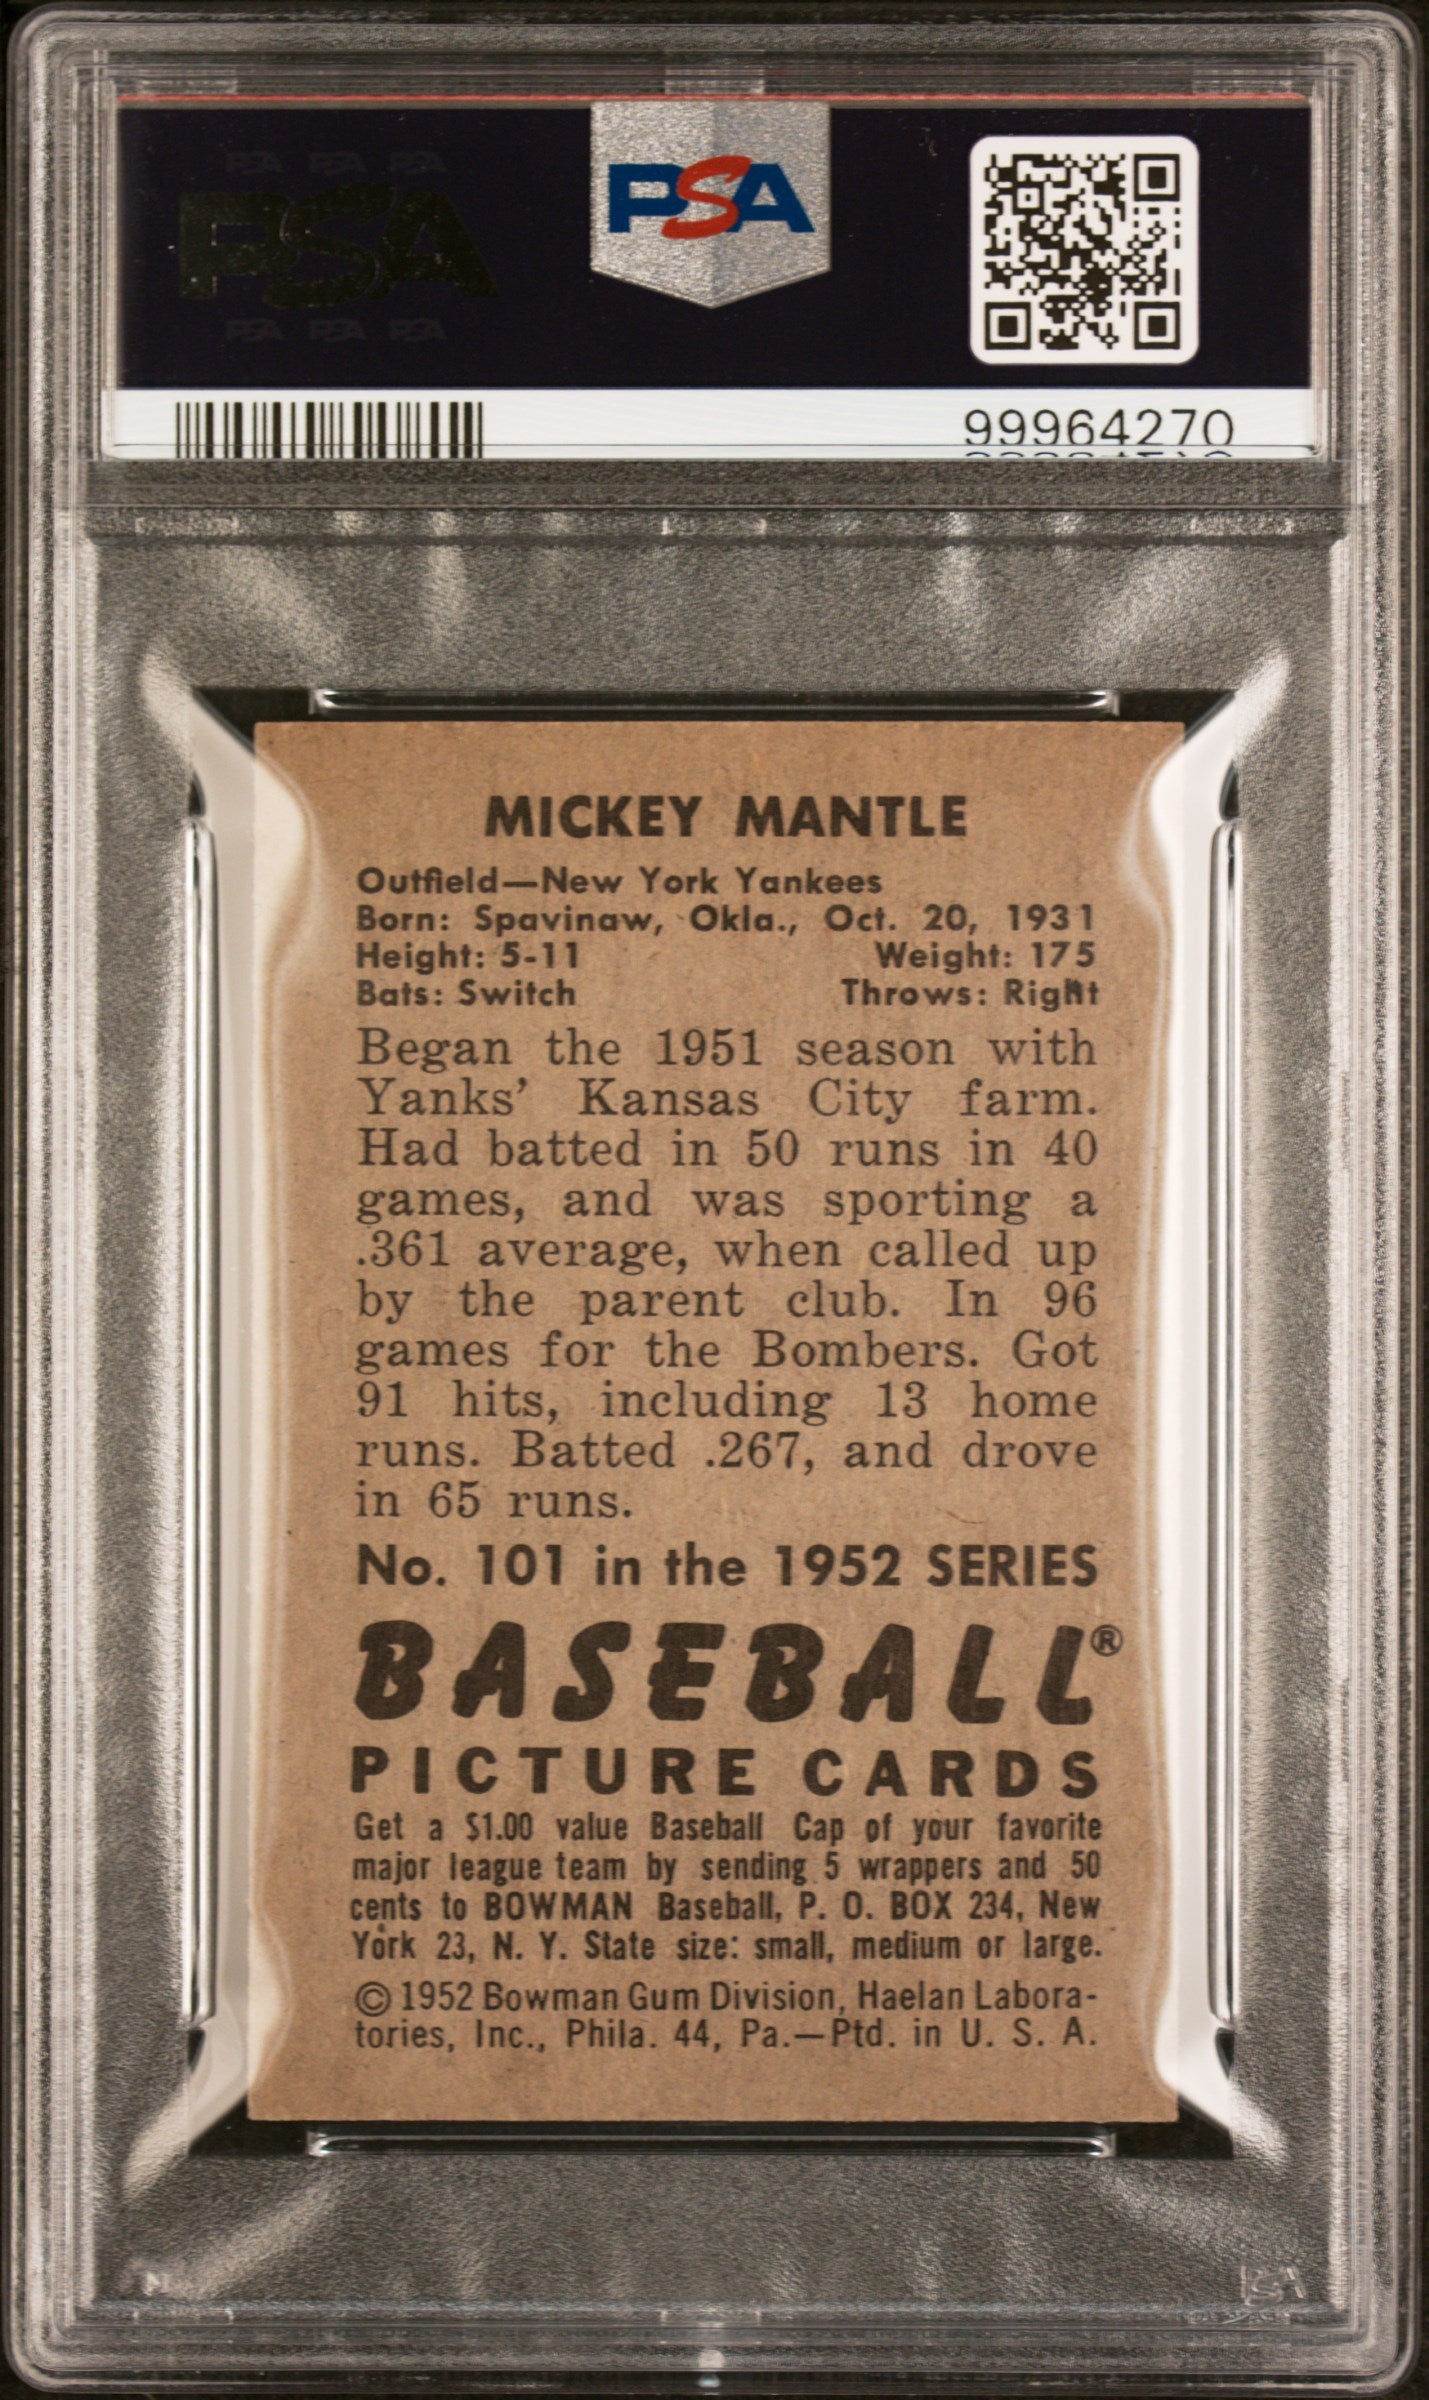 PSA PSA PSA
PSA
PSA PSA PSA
PSA
99964270
MICKEY MANTLE
Outfield—New York Yankees
Born: Spavinaw, Okla., Oct. 20, 1931
Height: 5-11 Weight: 175
Bats: Switch Throws: Right
Began the 1951 season with
Yanks' Kansas City farm.
Had batted in 50 runs in 40
games, and was sporting a
.361 average, when called up
by the parent club. In 96
games for the Bombers. Got
91 hits, including 13 home
runs. Batted .267, and drove
in 65 runs.
No. 101 in the 1952 SERIES
BASEBALL®
PICTURE CARDS
Get a $1.00 value Baseball Cap of your favorite
major league team by sending 5 wrappers and 50
cents to BOWMAN Baseball, P. O. BOX 234, New
York 23, N. Y. State size: small, medium or large.
© 1952 Bowman Gum Division, Haelan Labora-
tories, Inc., Phila. 44, Pa.—Ptd. in U. S. A.
PSA